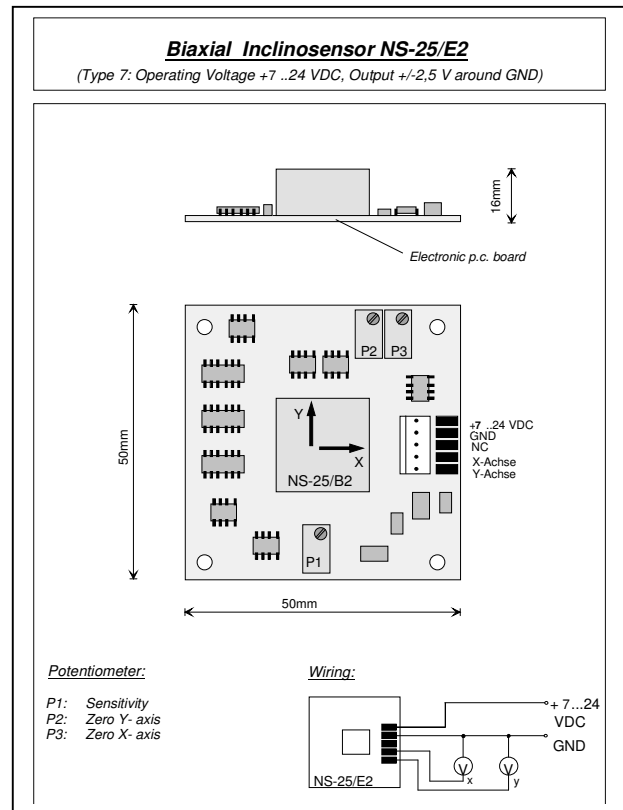 Biaxial Inclinosensor NS-25/E2
(Type 7: Operating Voltage +7 ..24 VDC, Output +/-2,5 V around GND)
16mm
Electronic p.c. board
P2 P3
50mm
+7 ..24 VDC
GND
NC
X-Achse
Y-Achse
Y
X
NS-25/B2
P1
50mm
Potentiometer:
P1: Sensitivity
P2: Zero Y- axis
P3: Zero X- axis
Wiring:
+ 7...24
VDC
GND
V x
V y
NS-25/E2